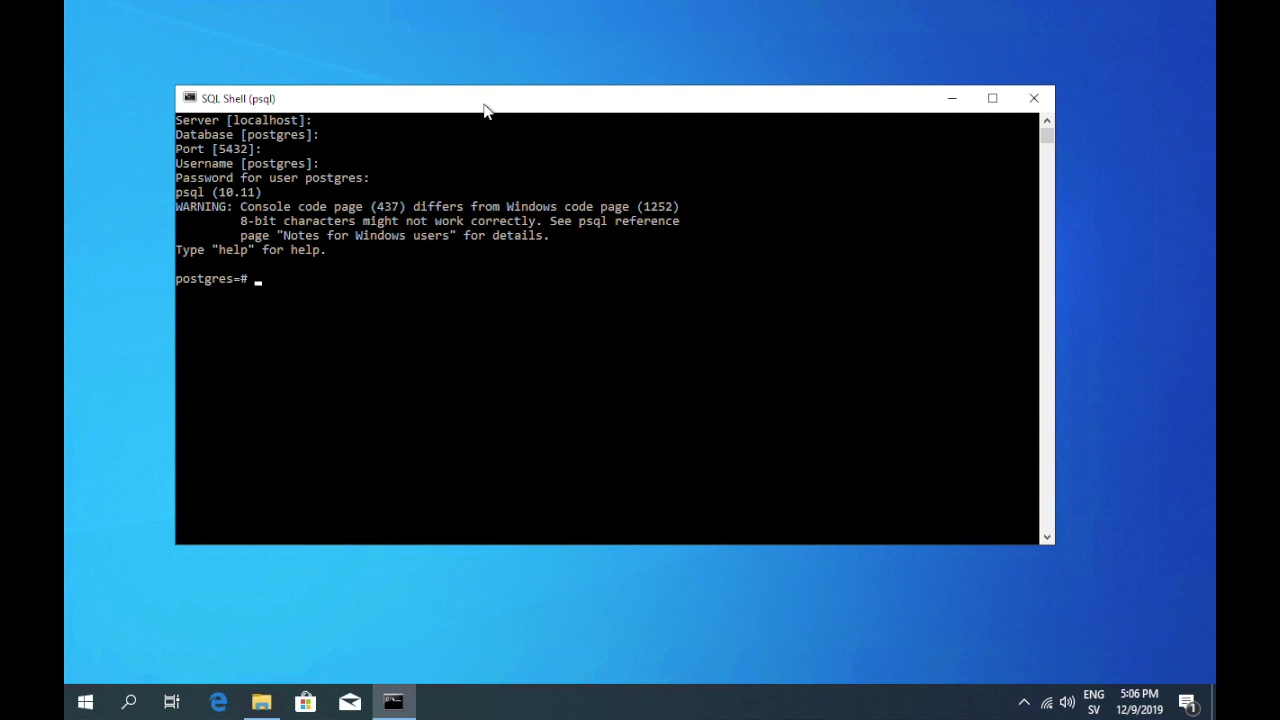 SQL Shell (psql)
Server [localhost]:
Database [postgres]:
Port [5432]:
Username [postgres]:
Password for user postgres:
psql (10.11)
WARNING: Console code page (437) differs from Windows code page (1252)
8-bit characters might not work correctly. See psql reference
page "Notes for Windows users" for details.
Type "help" for help.
postgres=#
ENG
SV
5:06 PM
12/9/2019
1